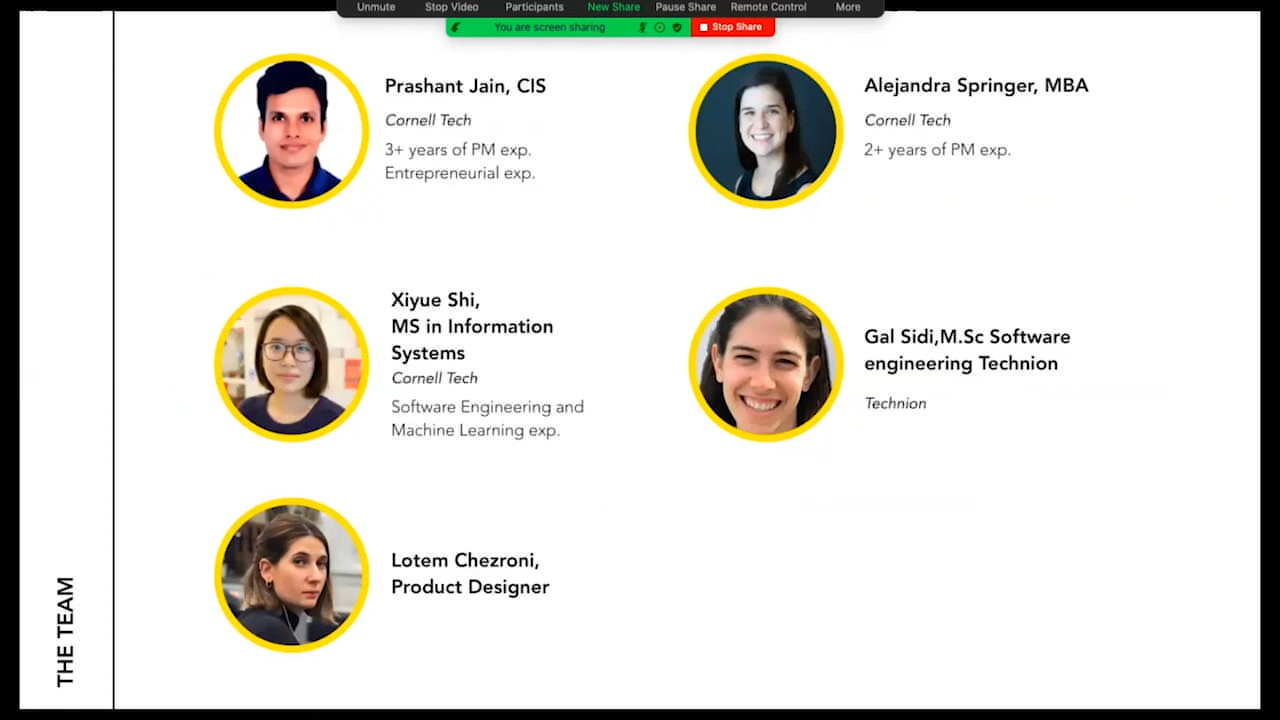 Unmute Stop Video Participants New Share Pause Share Remote Control More
You are screen sharing Stop Share
Prashant Jain, CIS
Cornell Tech
3+ years of PM exp.
Entrepreneurial exp.
Alejandra Springer, MBA
Cornell Tech
2+ years of PM exp.
Xiyue Shi,
MS in Information
Systems
Cornell Tech
Software Engineering and
Machine Learning exp.
Gal Sidi,M.Sc Software
engineering Technion
Technion
Lotem Chezroni,
Product Designer
THE TEAM